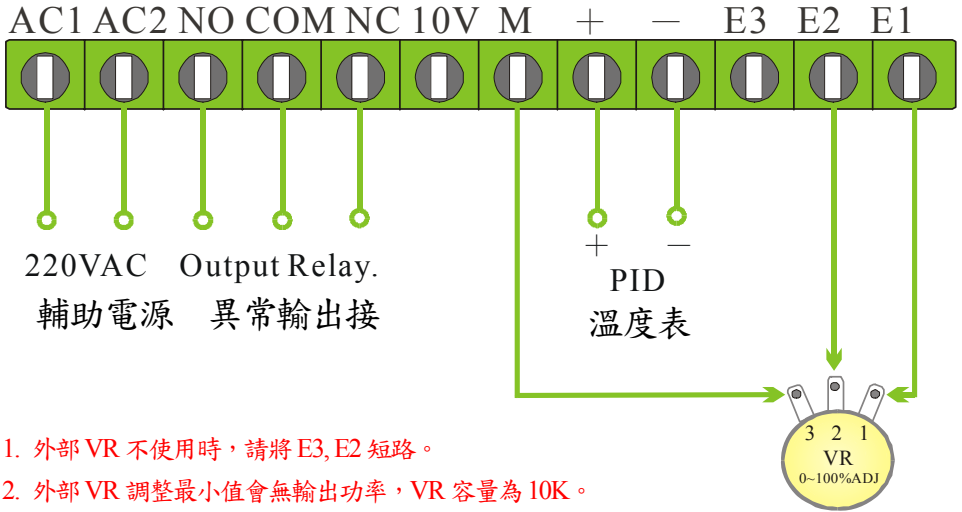 AC1 AC2 NO COM NC 10V M + − E3 E2 E1
220VAC Output Relay.
輔助電源 異常輸出接
+ −
PID
溫度表
3 2 1
VR
0~100%ADJ
1. 外部 VR 不使用時，請將 E3, E2 短路。
2. 外部 VR 調整最小值會無輸出功率，VR 容量為 10K。